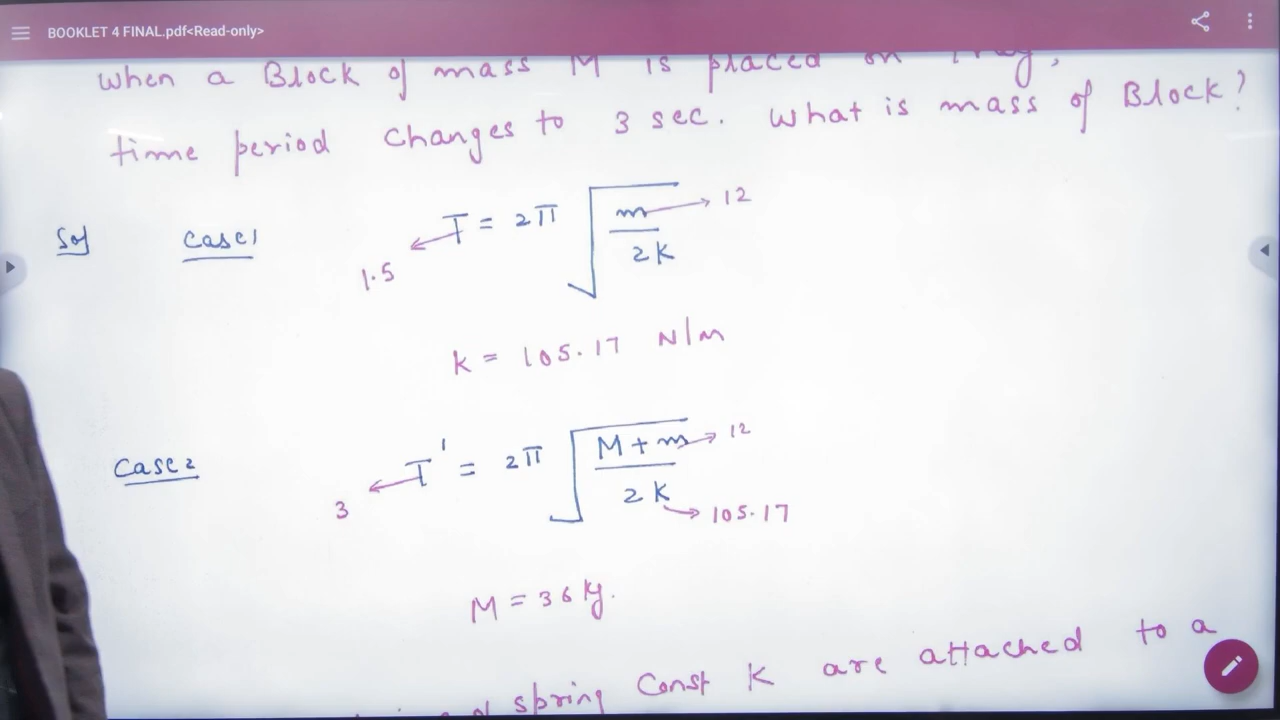 BOOKLET 4 FINAL.pdf<Read-only>
when a Block of mass M is placed on Tray,
time period changes to 3 sec. What is mass of Block?
Sol Case1 T = 2π √(m/2k) → 12
1.5
k = 105.17 N/m
Case2 T' = 2π √(M+m/2k) → 12
3 → 105.17
M = 36 kg.
spring Const K are attached to a